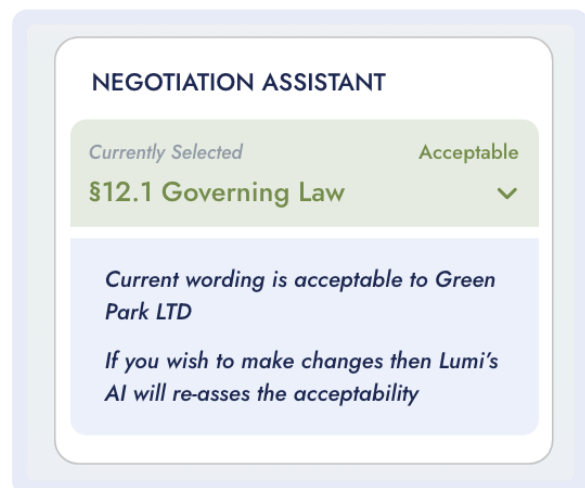 NEGOTIATION ASSISTANT
Currently Selected
Acceptable
§12.1 Governing Law
Current wording is acceptable to Green
Park LTD
If you wish to make changes then Lumi's
AI will re-asses the acceptability